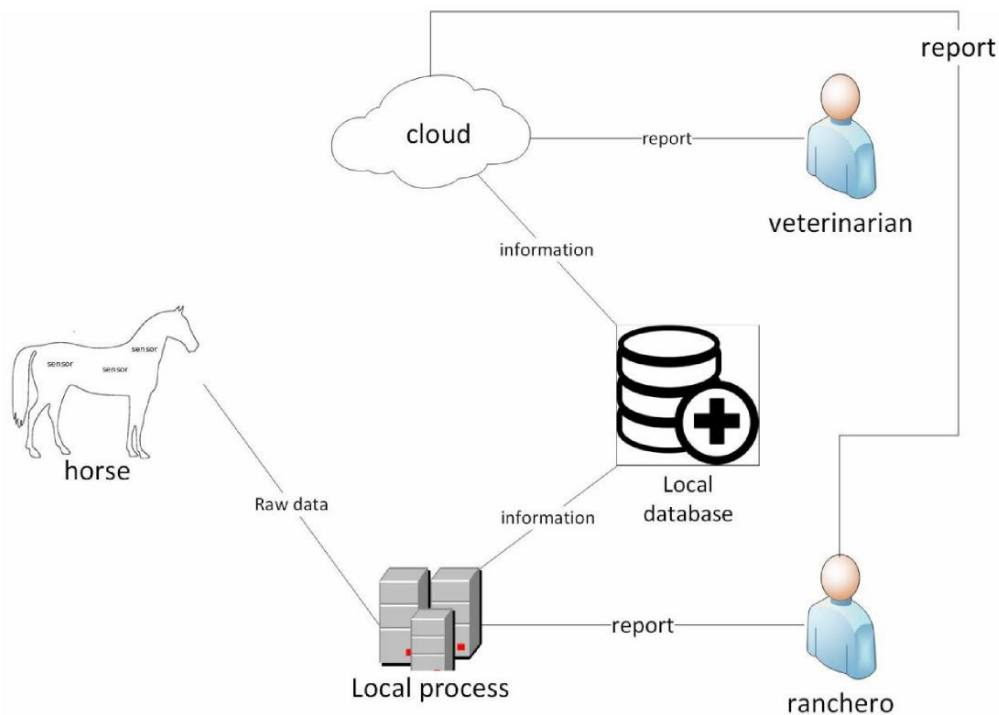 report
cloud
report
veterinarian
information
sensor
sensor
sensor
horse
Local
database
Raw data
information
report
Local process
ranchero